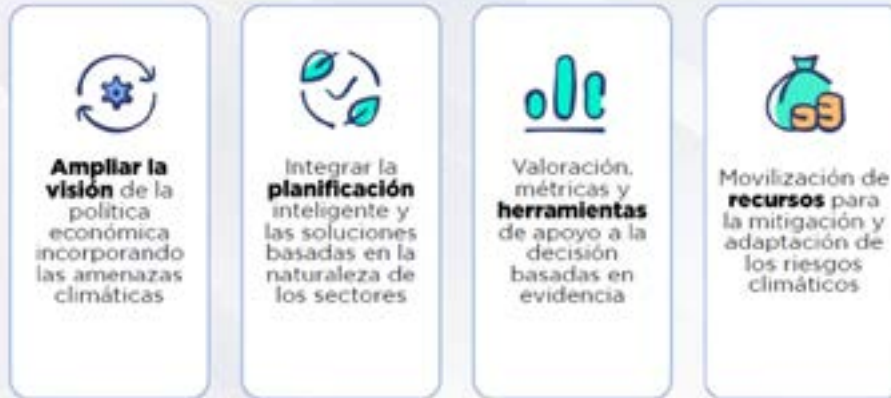 Ampliar la
visión de la
política
económica
incorporando
las amenazas
climáticas
Integrar la
planificación
inteligente y
las soluciones
basadas en la
naturaleza de
los sectores
Valoración,
métricas y
herramientas
de apoyo a la
decisión
basadas en
evidencia
Movilización de
recursos para
la mitigación y
adaptación de
los riesgos
climáticos